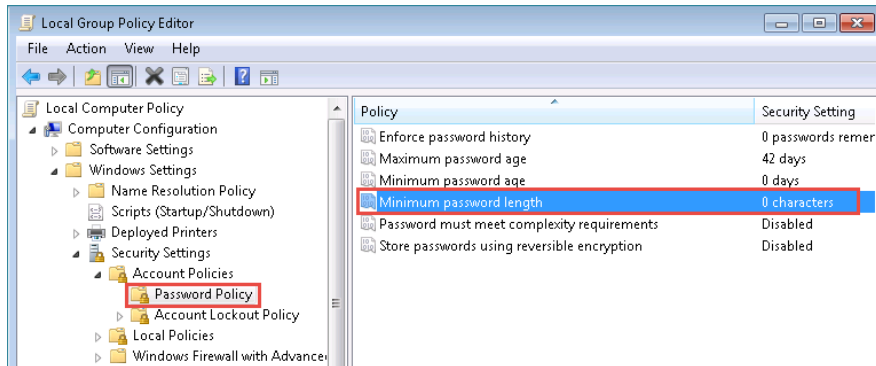 Local Group Policy Editor
File Action View Help
Local Computer Policy
Computer Configuration
Software Settings
Windows Settings
Name Resolution Policy
Scripts (Startup/Shutdown)
Deployed Printers
Security Settings
Account Policies
Password Policy
Account Lockout Policy
Local Policies
Windows Firewall with Advance
Policy Security Setting
Enforce password history 0 passwords remer
Maximum password age 42 days
Minimum password age 0 days
Minimum password length 0 characters
Password must meet complexity requirements Disabled
Store passwords using reversible encryption Disabled